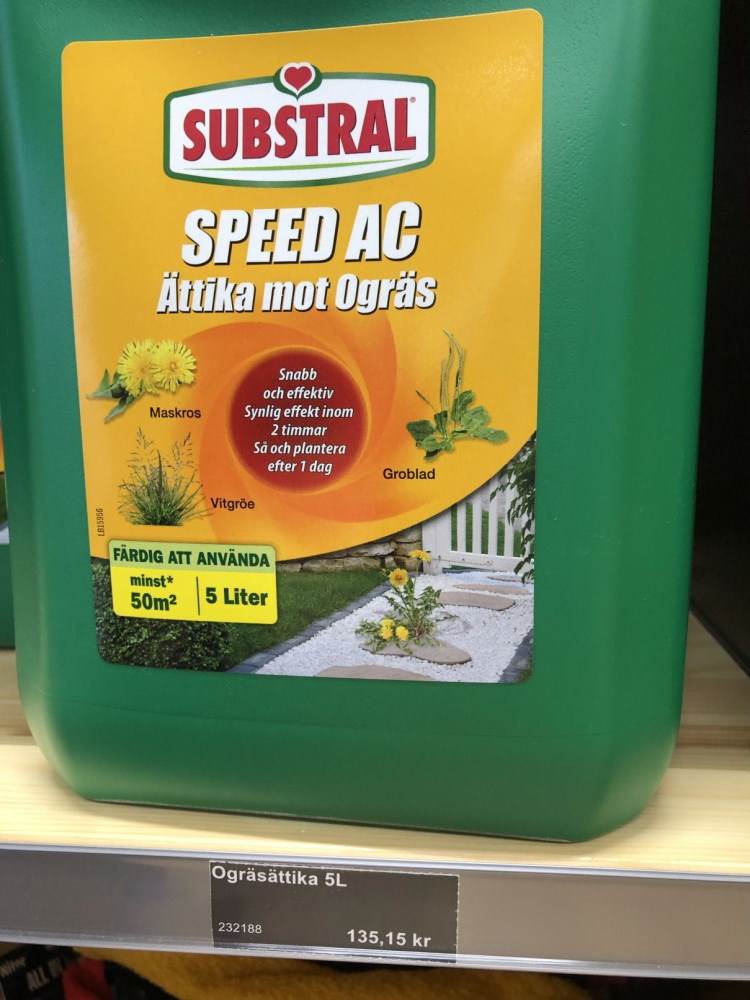 SUBSTRAL
SPEED AC
Ättika mot Ogräs
Snabb
och effektiv
Synlig effekt inom
2 timmar
Så och plantera
efter 1 dag
Maskros
Groblad
Vitgröe
LB15956
FÄRDIG ATT ANVÄNDA
minst*
50m²
5 Liter
Ogräsättika 5L
232188
135,15 kr